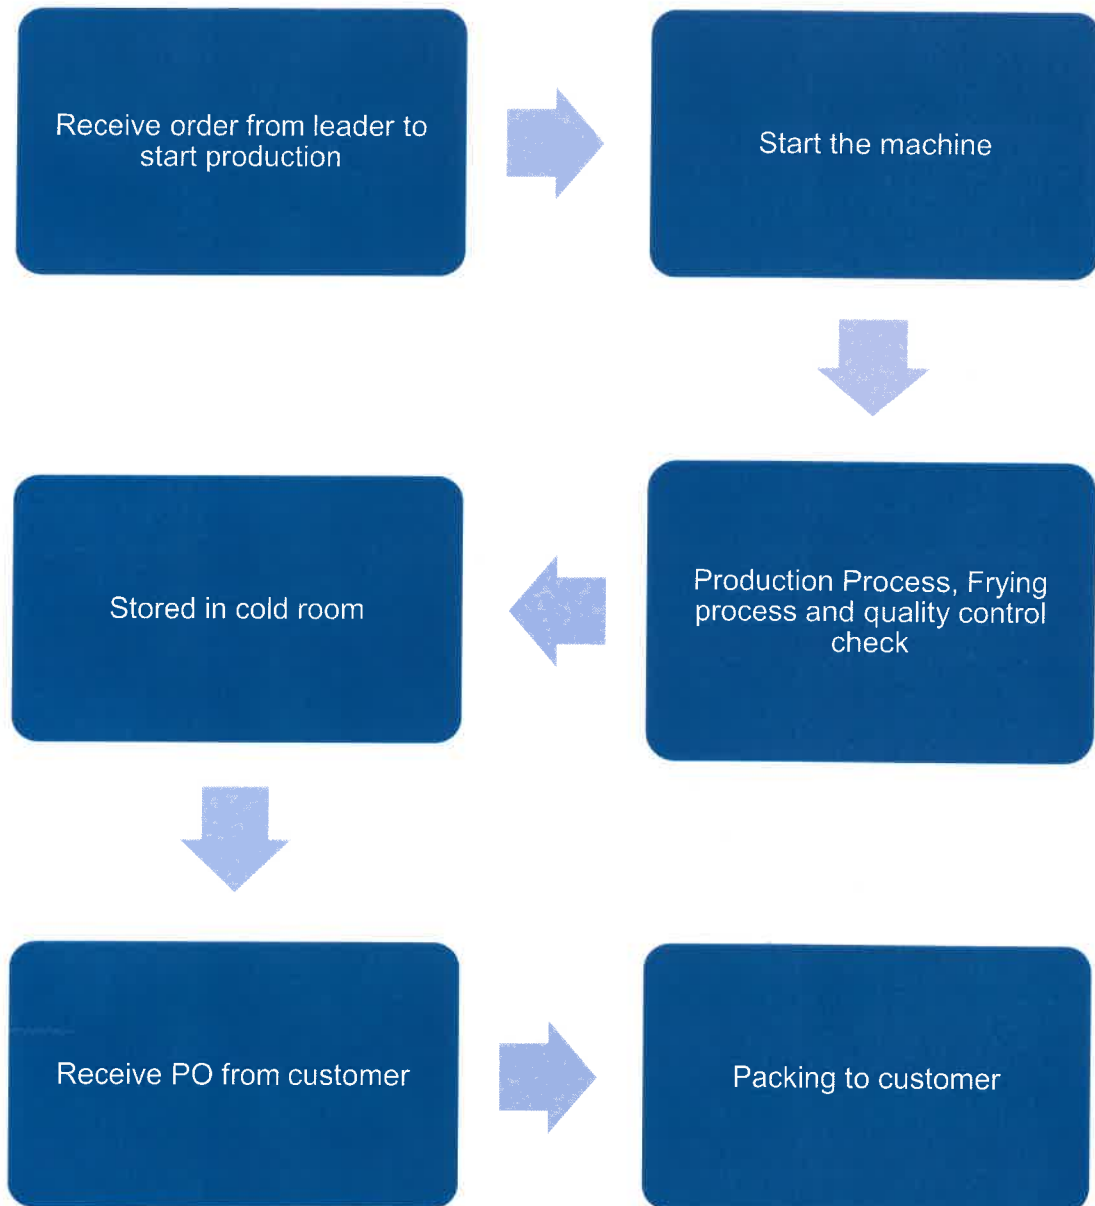 Receive order from leader to
start production
Start the machine
Production Process, Frying
process and quality control
check
Stored in cold room
Receive PO from customer
Packing to customer